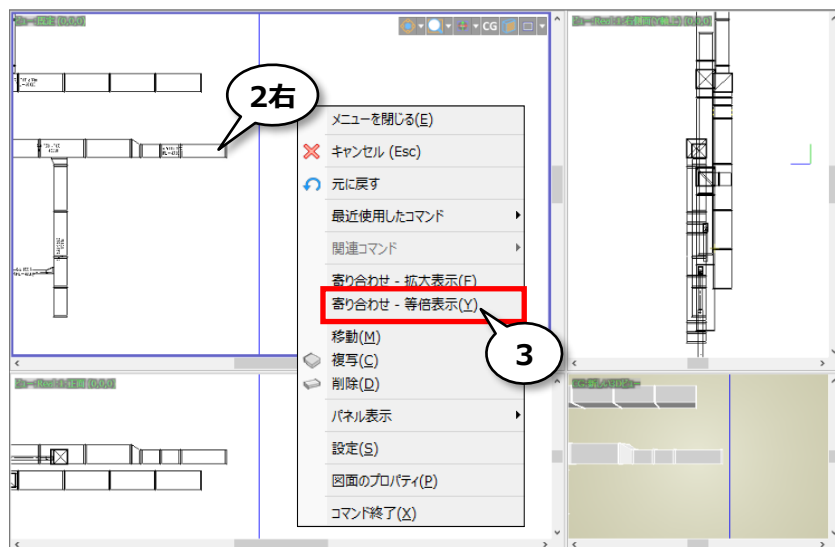 CG
2右
メニューを閉じる(E)
キャンセル (Esc)
元に戻す
最近使用したコマンド
関連コマンド
寄り合わせ - 拡大表示(F)
寄り合わせ - 等倍表示(Y)
3
移動(M)
複写(C)
削除(D)
パネル表示
設定(S)
図面のプロパティ(P)
コマンド終了(X)